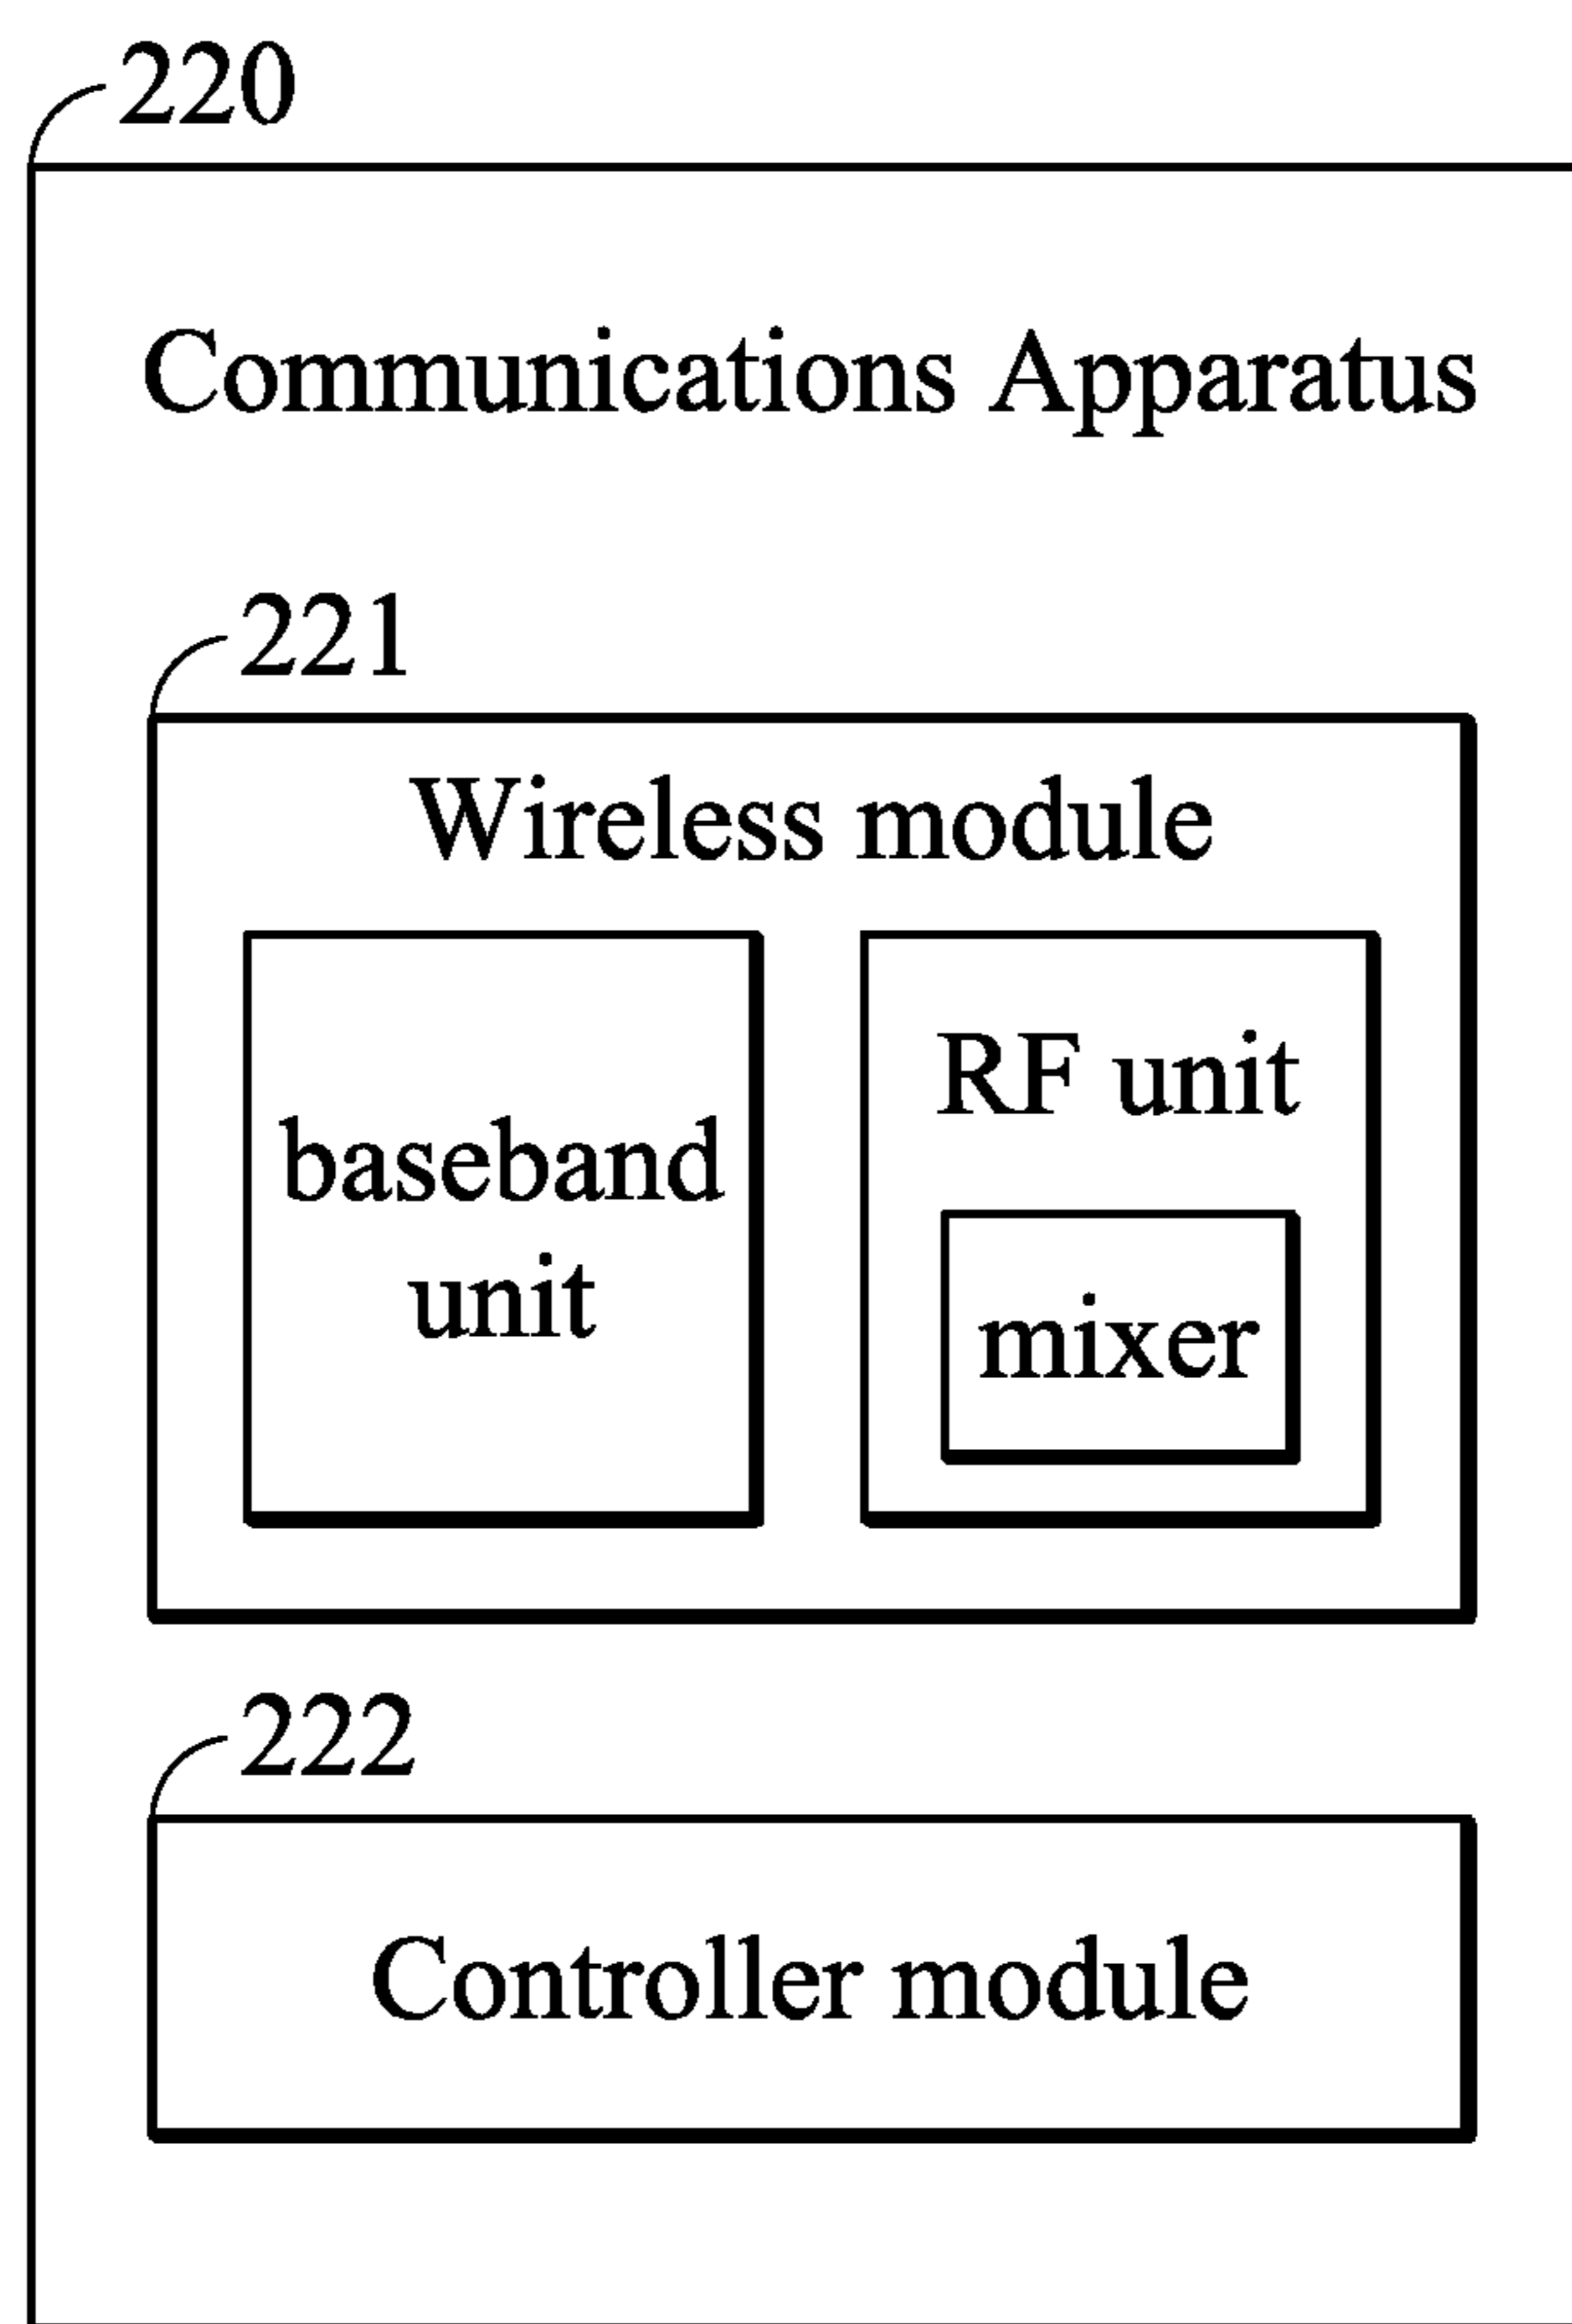 220
Communications Apparatus
221
Wireless module
baseband
unit
RF unit
mixer
222
Controller module